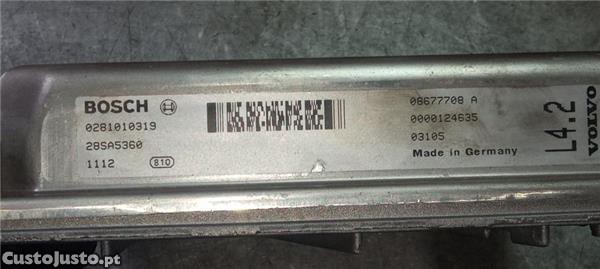 BOSCH
0281010319
28SA5360
1112 810
08677708 A
0000124635
03105
Made in Germany
L4.2
VOLVO
CustoJusto.pt